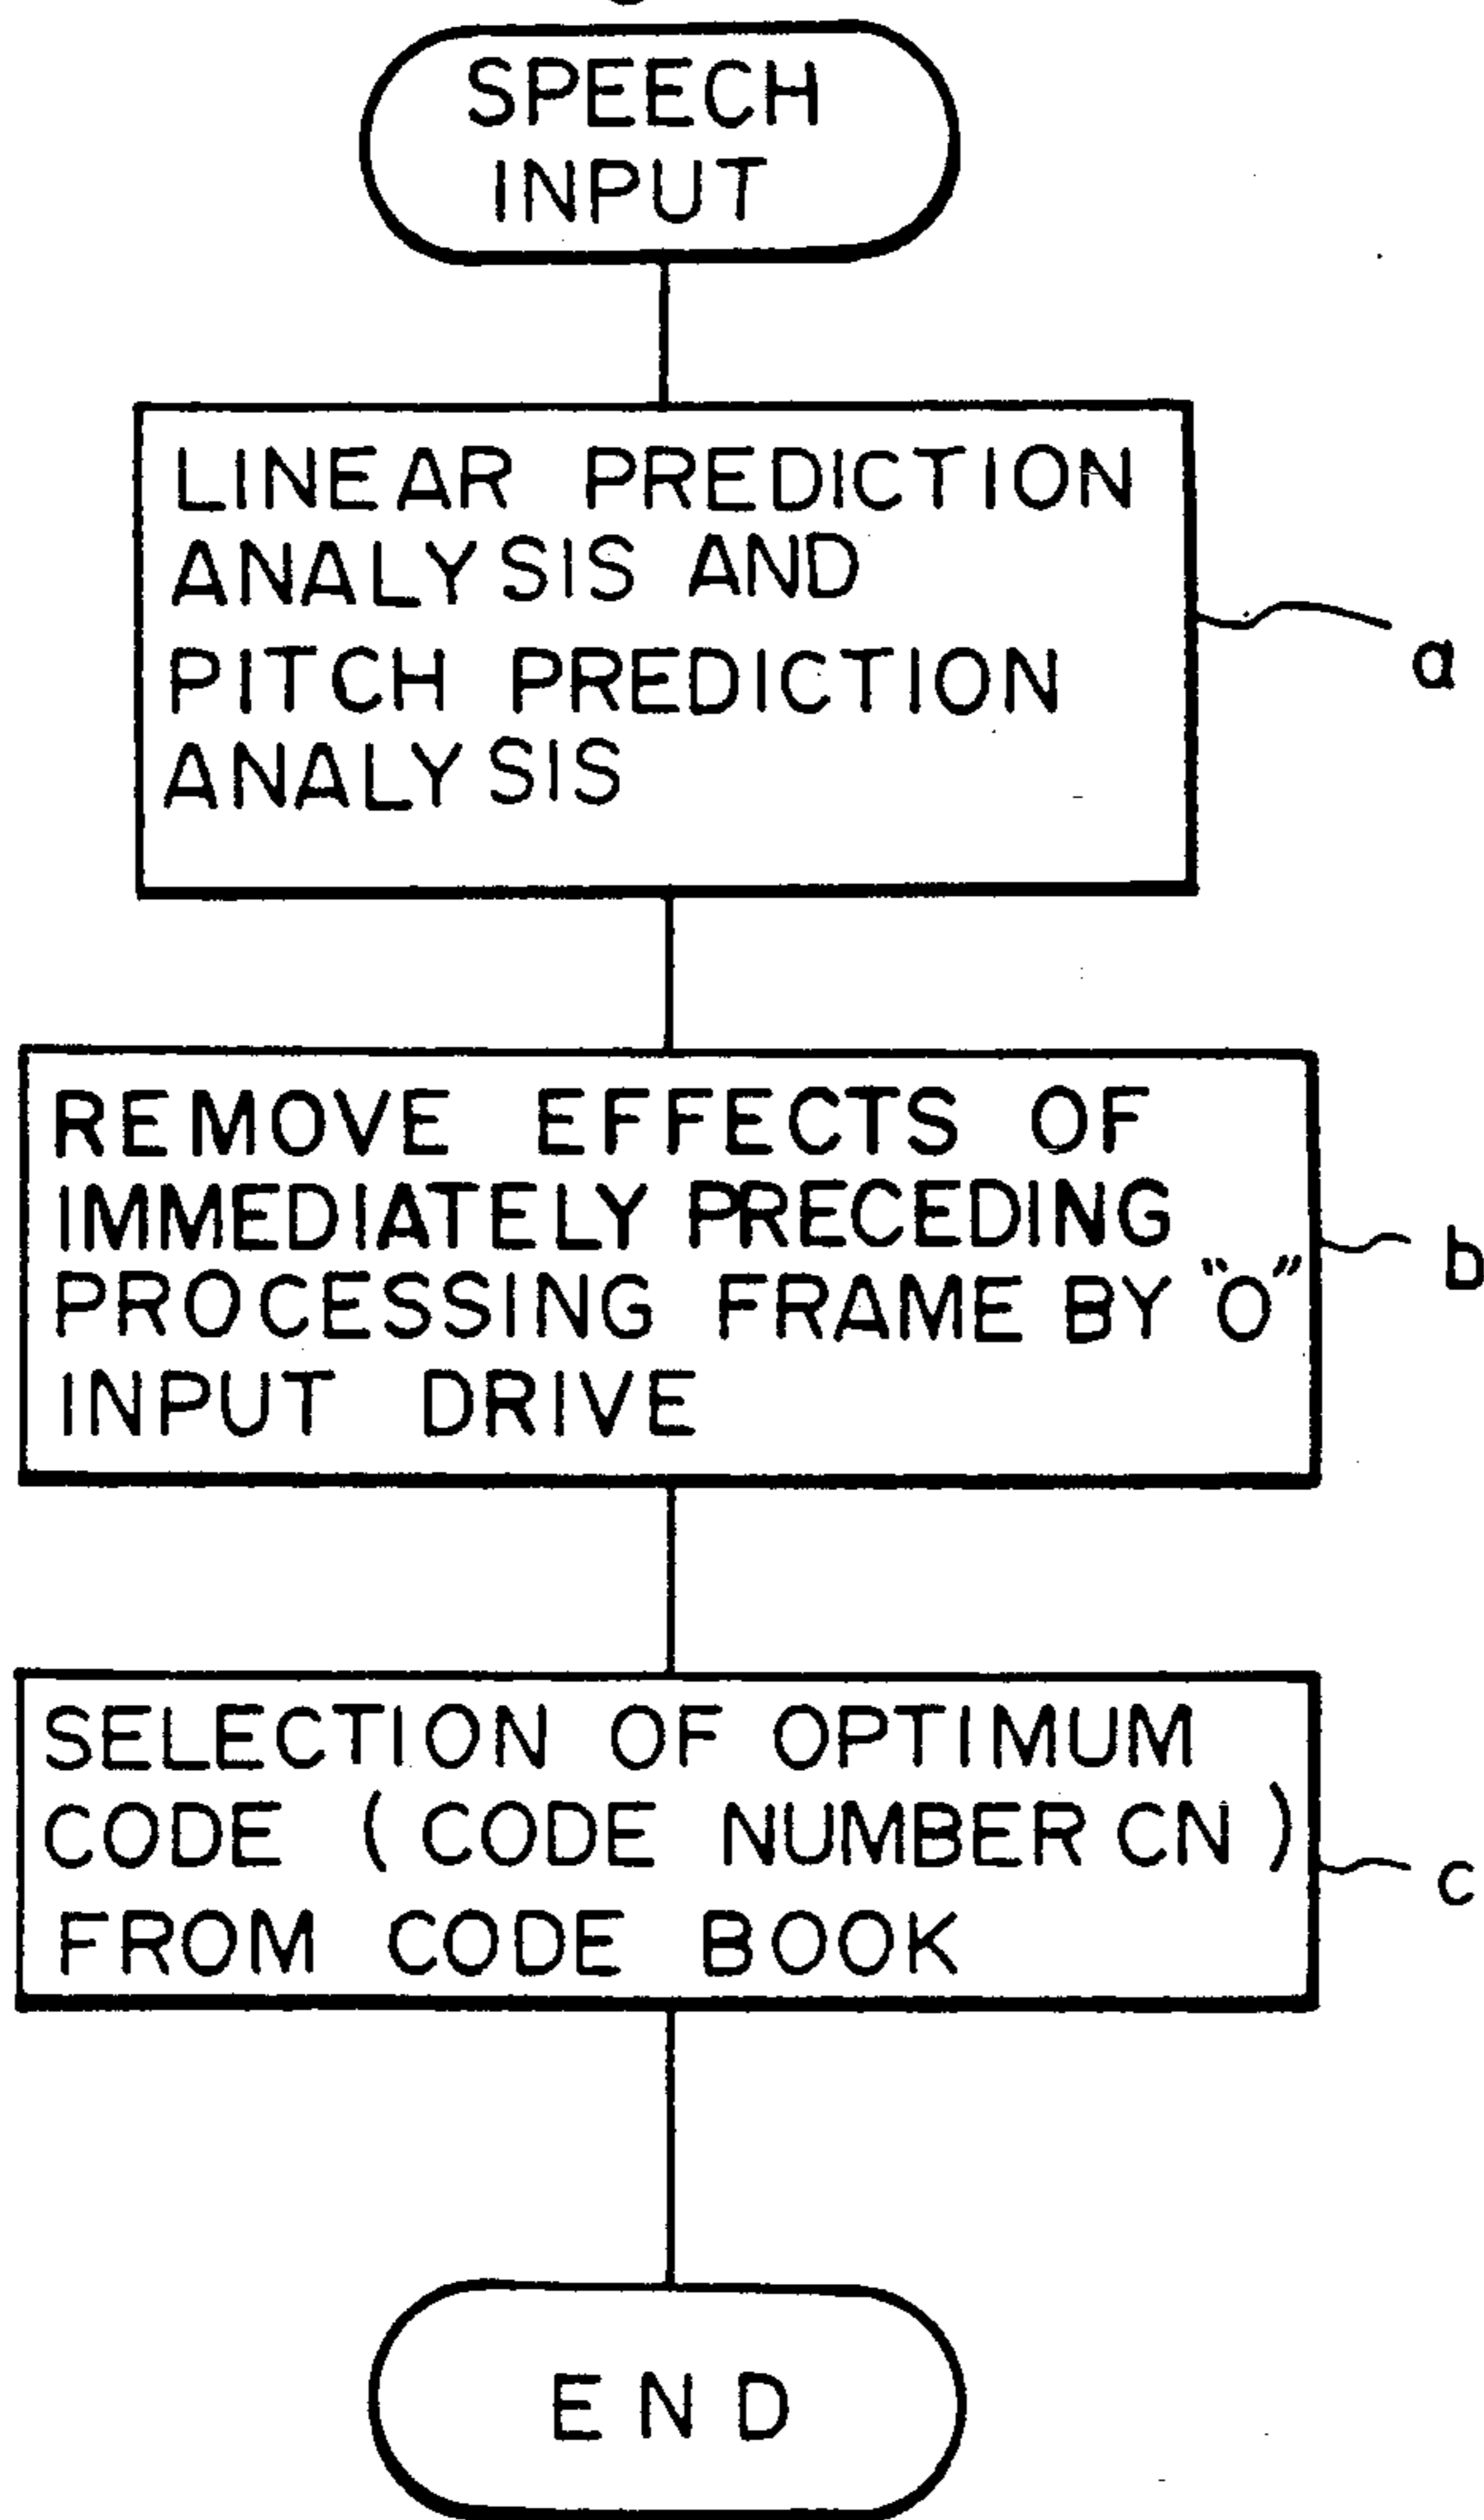 SPEECH
INPUT
LINEAR PREDICTION
ANALYSIS AND
PITCH PREDICTION
ANALYSIS
a
REMOVE EFFECTS OF
IMMEDIATELY PRECEDING
PROCESSING FRAME BY "0"
INPUT DRIVE
b
SELECTION OF OPTIMUM
CODE (CODE NUMBER CN)
FROM CODE BOOK
c
END